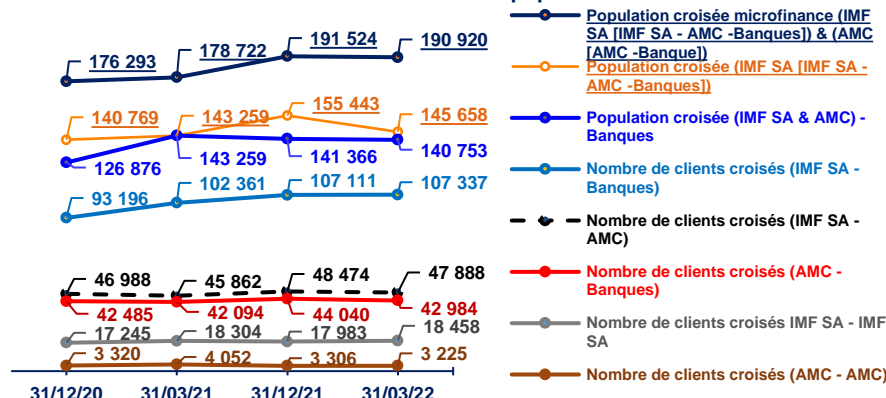 Population croisée microfinance (IMF
SA [IMF SA - AMC -Banques]) & (AMC
[AMC -Banque])
Population croisée (IMF SA [IMF SA -
AMC -Banques])
Population croisée (IMF SA & AMC) -
Banques
Nombre de clients croisés (IMF SA -
Banques)
Nombre de clients croisés (IMF SA -
AMC)
Nombre de clients croisés (AMC -
Banques)
Nombre de clients croisés IMF SA - IMF
SA
Nombre de clients croisés (AMC - AMC)
176 293 178 722 191 524 190 920
140 769 143 259 155 443 145 658
126 876 143 259 141 366 140 753
93 196 102 361 107 111 107 337
46 988 45 862 48 474 47 888
42 485 42 094 44 040 42 984
17 245 18 304 17 983 18 458
3 320 4 052 3 306 3 225
31/12/20 31/03/21 31/12/21 31/03/22